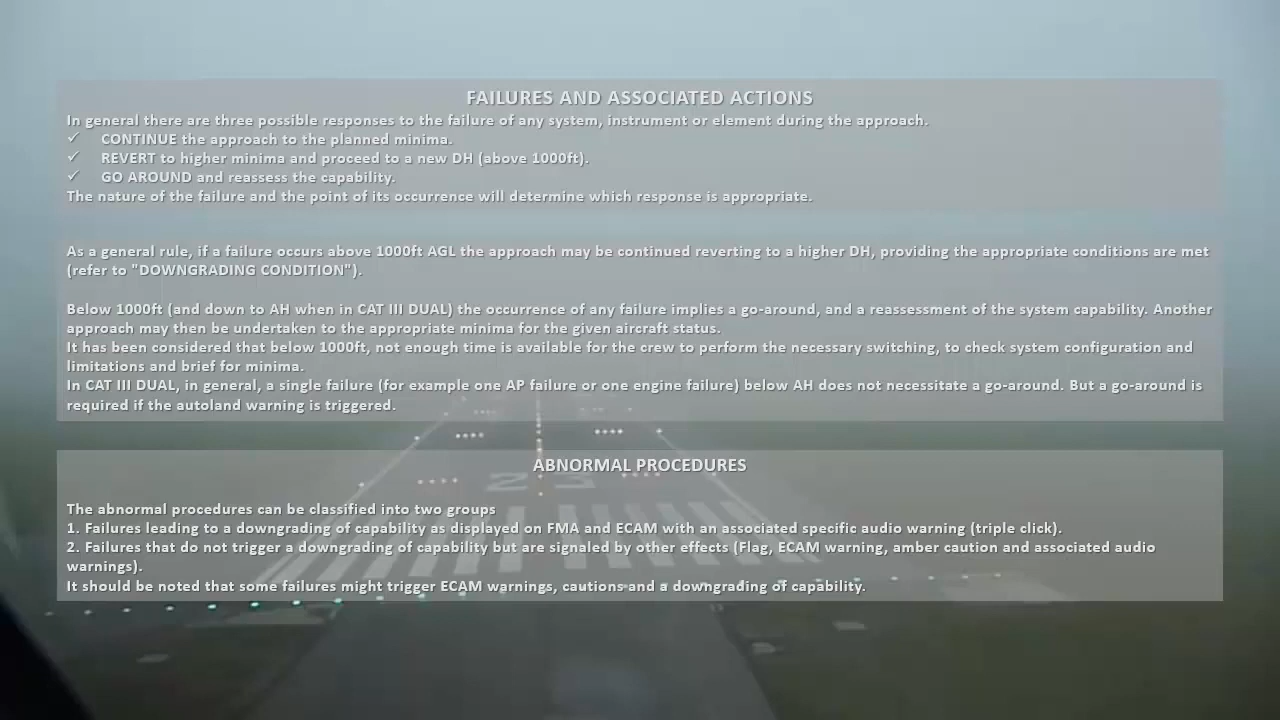 FAILURES AND ASSOCIATED ACTIONS
In general there are three possible responses to the failure of any system, instrument or element during the approach.
✓ CONTINUE the approach to the planned minima.
✓ REVERT to higher minima and proceed to a new DH (above 1000ft).
✓ GO AROUND and reassess the capability.
The nature of the failure and the point of its occurrence will determine which response is appropriate.
As a general rule, if a failure occurs above 1000ft AGL the approach may be continued reverting to a higher DH, providing the appropriate conditions are met
(refer to "DOWNGRADING CONDITION").
Below 1000ft (and down to AH when in CAT III DUAL) the occurrence of any failure implies a go-around, and a reassessment of the system capability. Another
approach may then be undertaken to the appropriate minima for the given aircraft status.
It has been considered that below 1000ft, not enough time is available for the crew to perform the necessary switching, to check system configuration and
limitations and brief for minima.
In CAT III DUAL, in general, a single failure (for example one AP failure or one engine failure) below AH does not necessitate a go-around. But a go-around is
required if the autoland warning is triggered.
ABNORMAL PROCEDURES
23
The abnormal procedures can be classified into two groups
1. Failures leading to a downgrading of capability as displayed on FMA and ECAM with an associated specific audio warning (triple click).
2. Failures that do not trigger a downgrading of capability but are signaled by other effects (Flag, ECAM warning, amber caution and associated audio
warnings).
It should be noted that some failures might trigger ECAM warnings, cautions and a downgrading of capability.